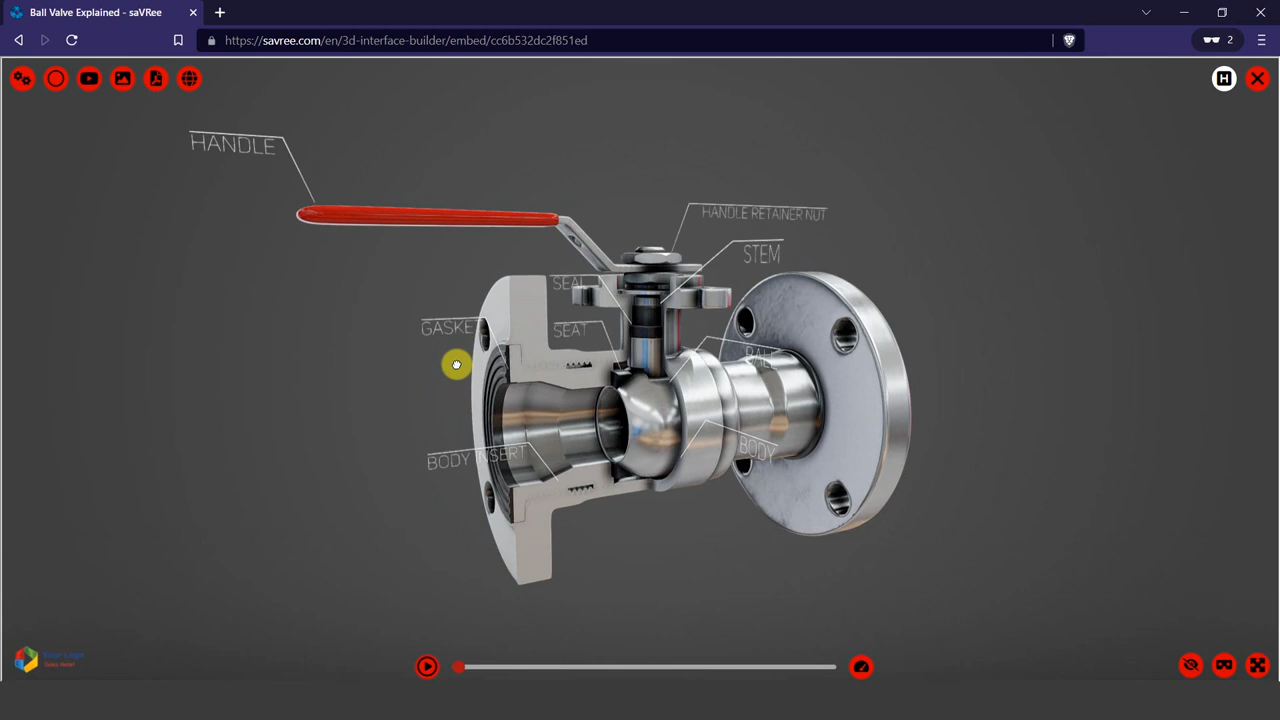 Ball Valve Explained - saVRee
https://savree.com/en/3d-interface-builder/embed/cc6b532dc2f851ed
2
H
HANDLE
HANDLE RETAINER NUT
STEM
SEAL
GASKET
SEAT
BALL
BODY INSERT
BODY